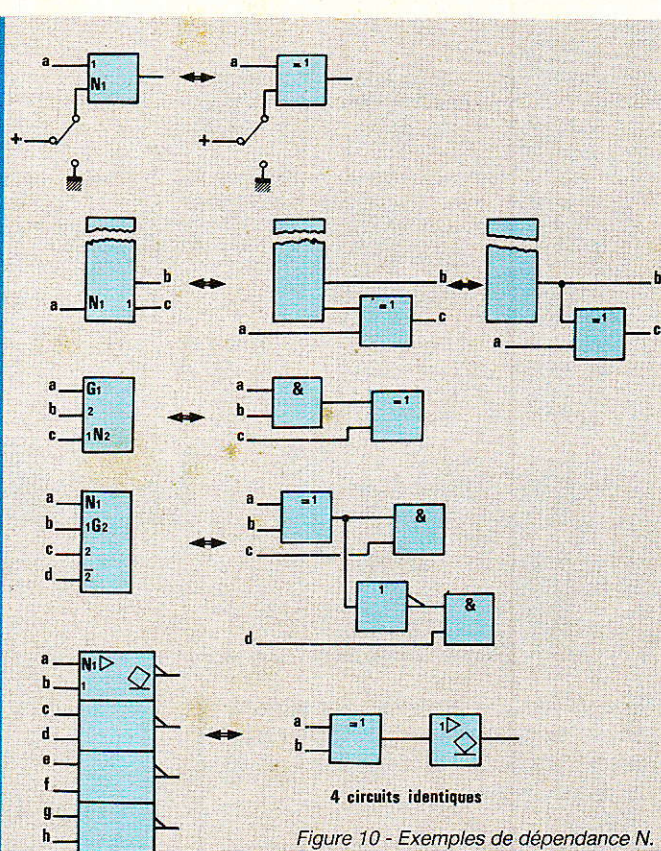 a 1 N1 a =1
+ +
b b b
a N1 1 c a =1 c a =1 c
a G1 a & =1
b 2 b
c 1N2 c
a N1 a =1 &
b 1G2 b
c 2 c
d 2̅ 1 &
d
a N1 ▷
b 1 a =1 1 ▷
c b
d
e
f
g
h
4 circuits identiques
Figure 10 - Exemples de dépendance N.